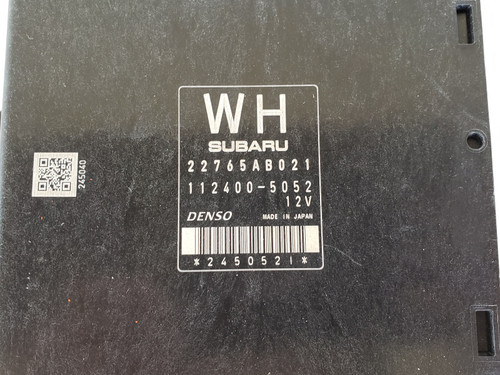 WH
SUBARU
22765AB021
112400-5052
12V
DENSO MADE IN JAPAN
*2450521*
245040